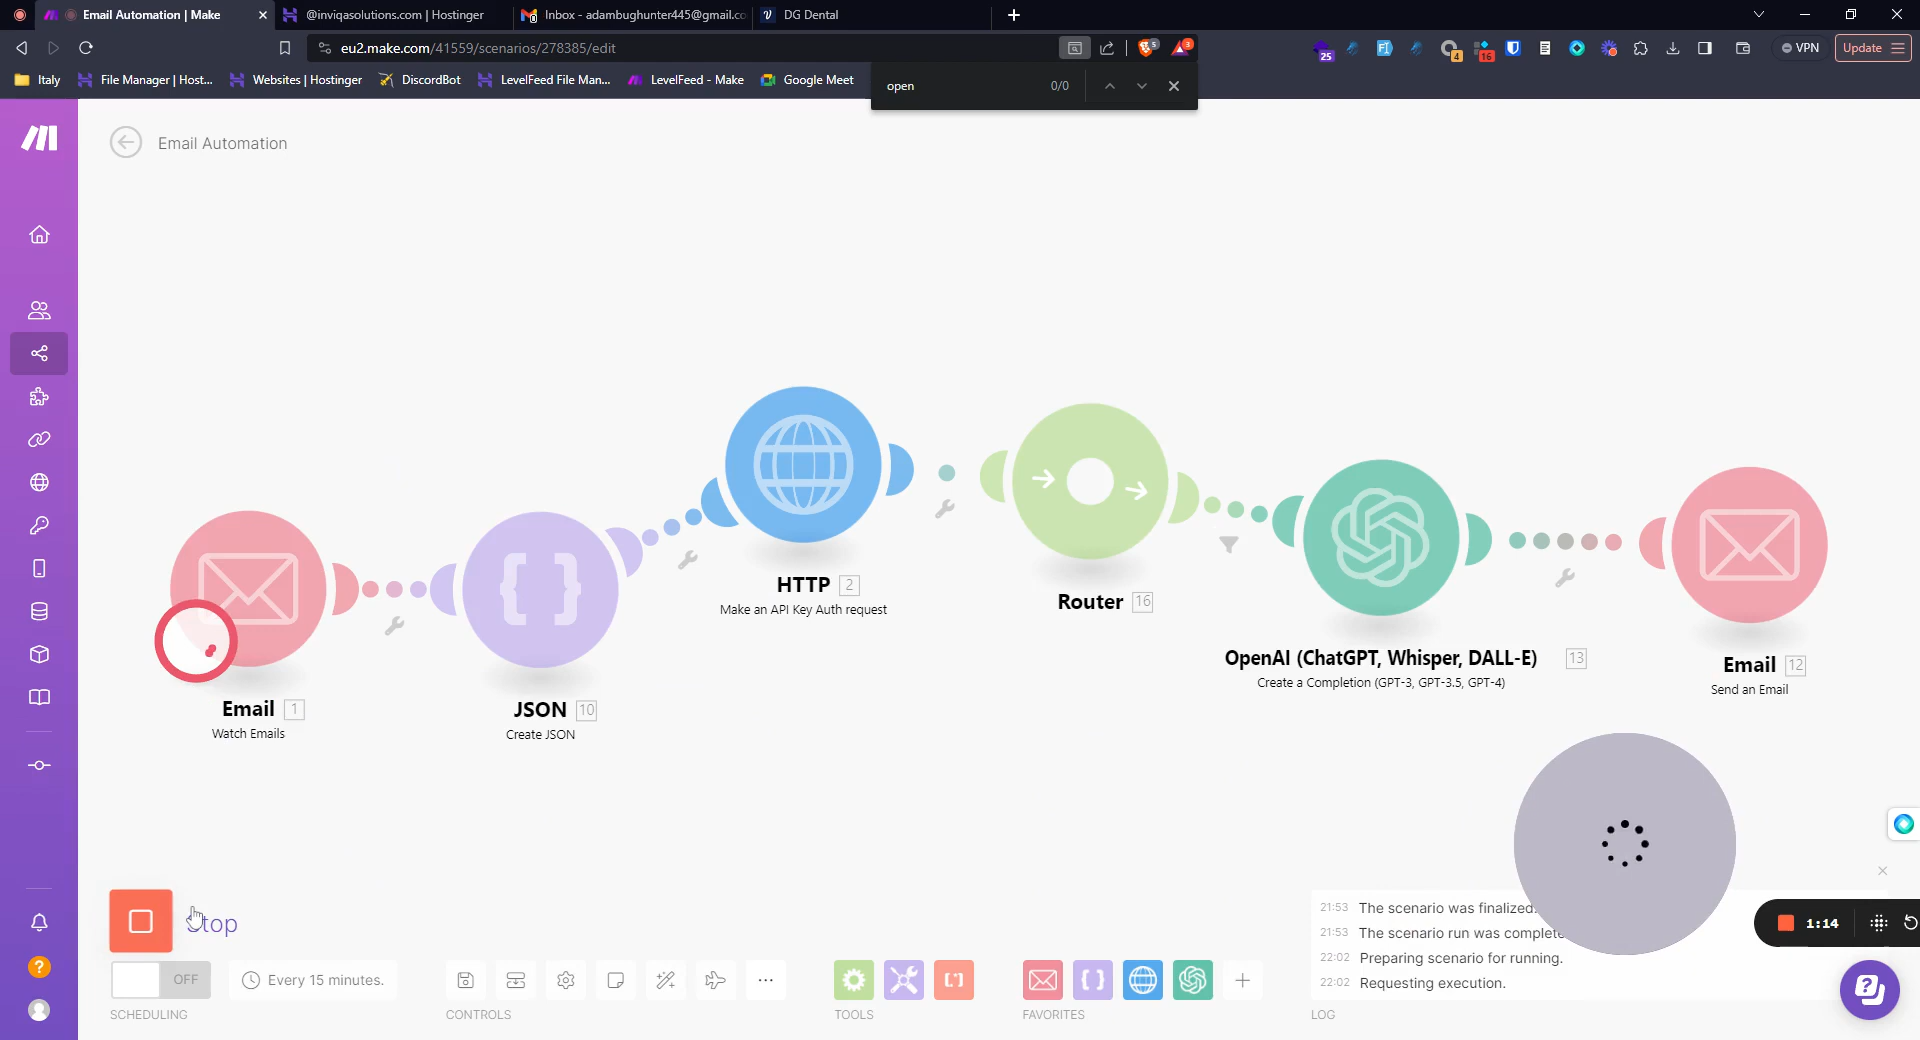 Email Automation | Make
@inviqasolutions.com | Hostinger
Inbox - adambughunter445@gmail.co
DG Dental
eu2.make.com/41559/scenarios/278385/edit
5
3
25
4
16
VPN
Update
Italy
File Manager | Host...
Websites | Hostinger
DiscordBot
LevelFeed File Man...
LevelFeed - Make
Google Meet
open
0/0
Email Automation
HTTP 2
Make an API Key Auth request
Router 16
OpenAI (ChatGPT, Whisper, DALL-E) 13
Create a Completion (GPT-3, GPT-3.5, GPT-4)
Email 12
Send an Email
Email 1
Watch Emails
JSON 10
Create JSON
Stop
21:53 The scenario was finalized.
21:53 The scenario run was complete
22:02 Preparing scenario for running.
22:02 Requesting execution.
1:14
OFF
Every 15 minutes.
SCHEDULING
CONTROLS
TOOLS
FAVORITES
LOG